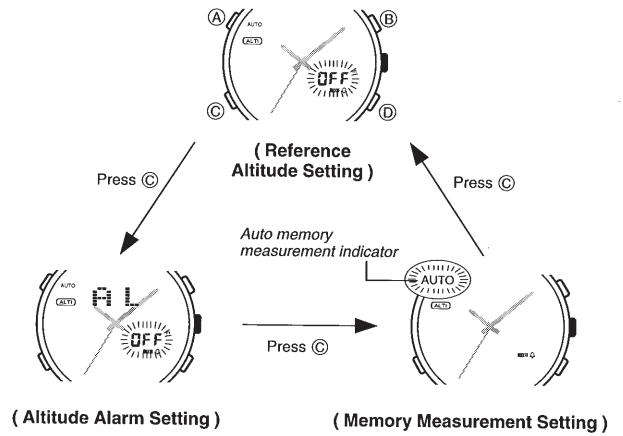 A
AUTO
ALTI
B
OFF
C
D
( Reference
Altitude Setting )
Press C
Press C
Auto memory
measurement indicator
AUTO
ALTI
AL
OFF
AUTO
ALTI
Press C
( Altitude Alarm Setting )
( Memory Measurement Setting )